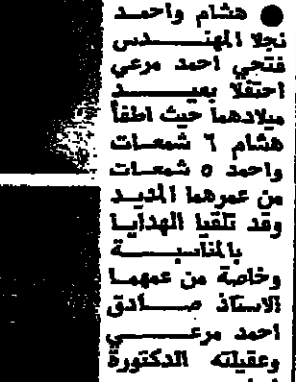 ● هشام واحمد
نجلا المهندس
فتحي احمد مرعي
احتفلا بعيد
ميلادهما حيث اطفأ
هشام ٦ شمعات
واحمد ٥ شمعات
من عمرهما المديد
وقد تلقيا الهدايا
بالمناسبة
وخاصة من عمهما
الاستاذ صادق
احمد مرعي
وعقيلته الدكتورة